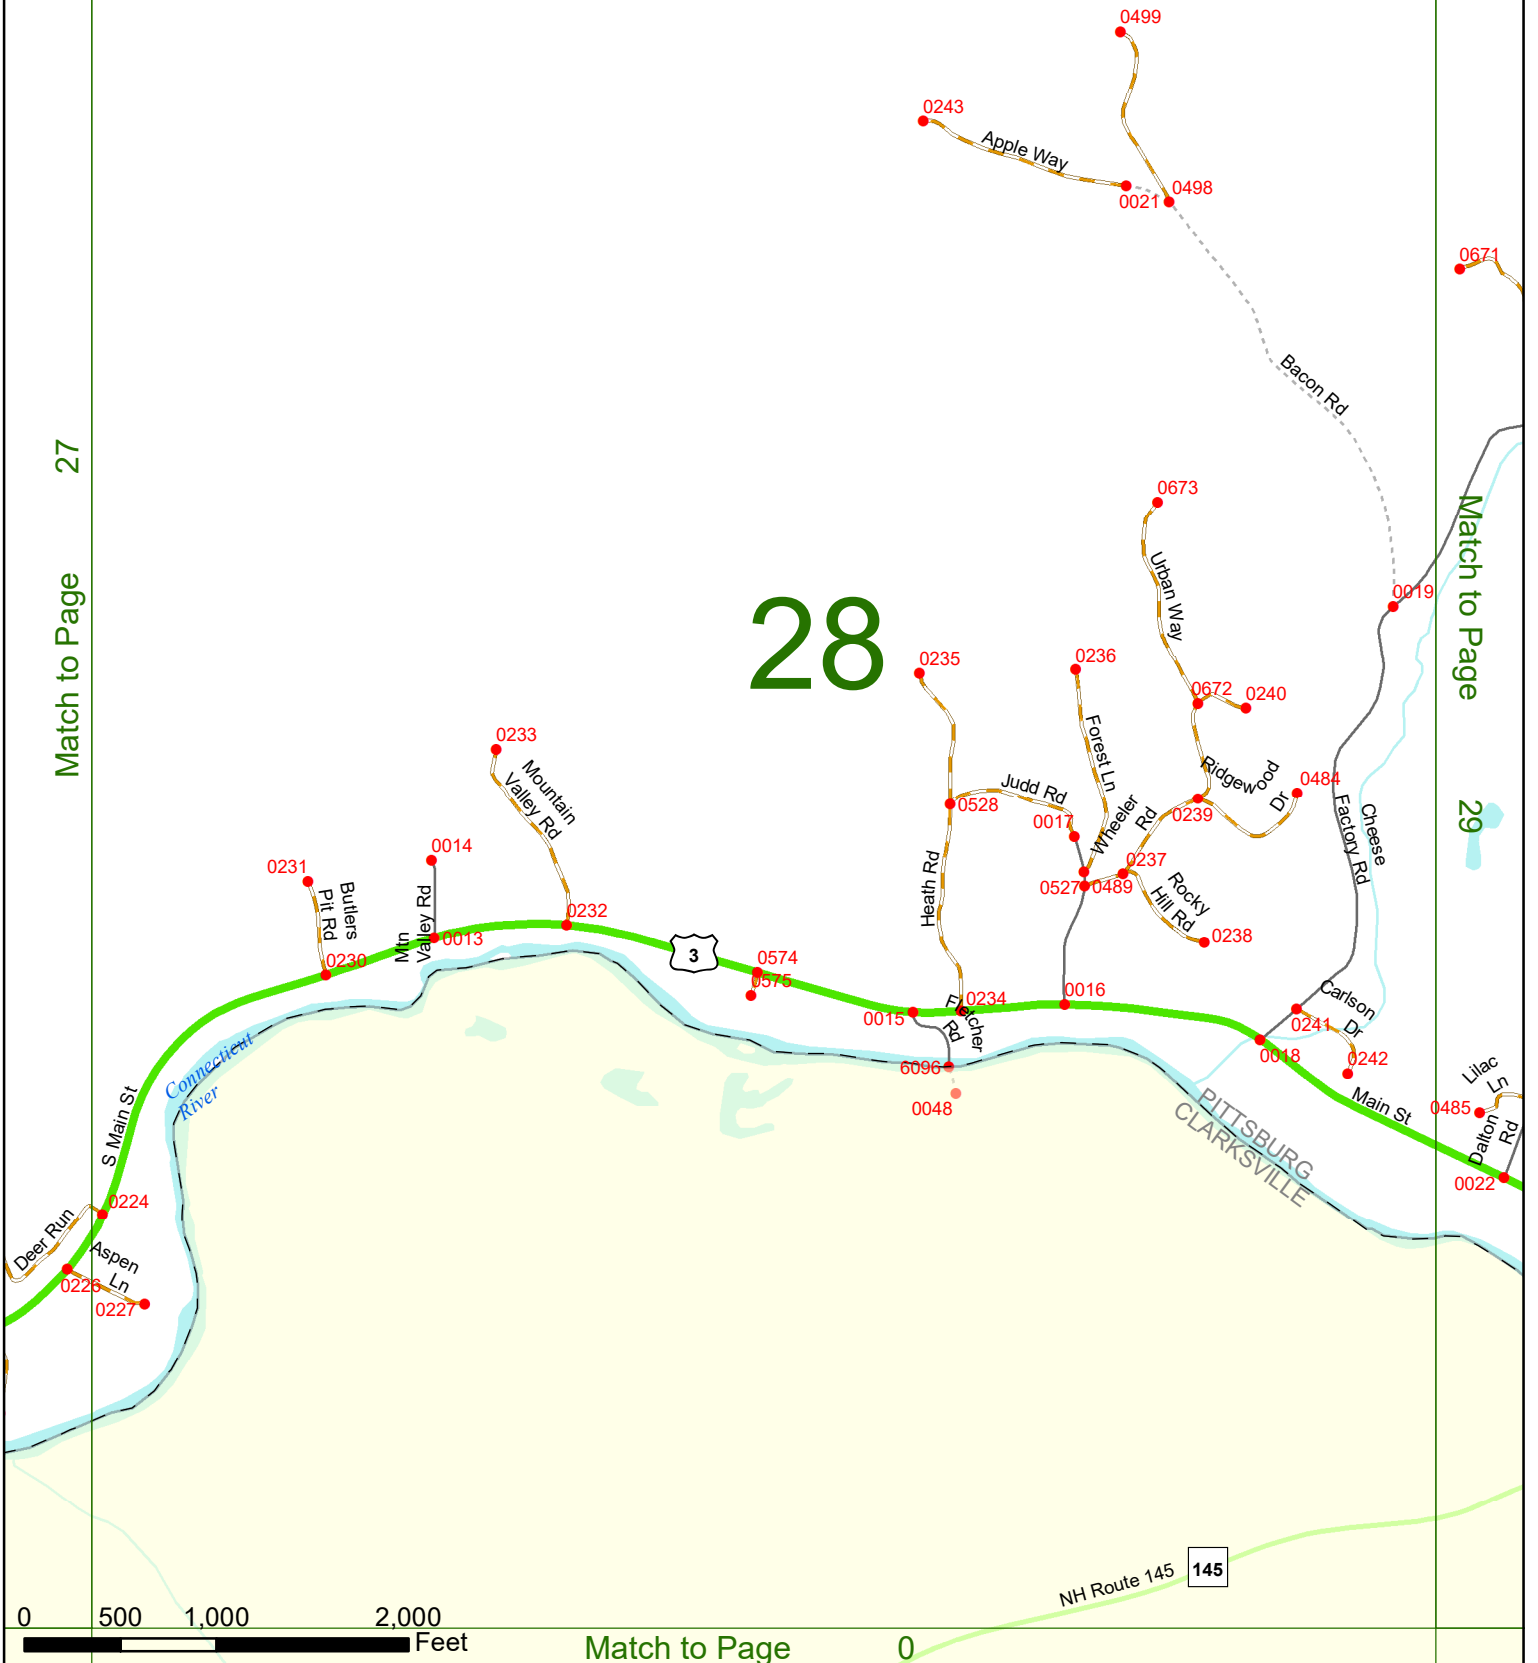 0499
0243
Apple Way
0498
0021
0671
Bacon Rd
27
Match to Page
0673
Match to Page
29
Urban Way
28
0019
0235
0236
0672
0240
Forest Ln
0233
Mountain
Valley Rd
Judd Rd
Ridgewood
Dr
0484
0528
0017
Wheeler
Rd
0239
Cheese
Factory Rd
0014
0231
Butlers
Pit Rd
Mtn
Valley Rd
0232
0013
Heath Rd
0237
0527
0489
Rocky
Hill Rd
0238
0230
3
0574
0575
0234
0016
0015
Fletcher
Rd
Carlson
Dr
0241
0018
0242
6096
0048
Connecticut
River
Lilac
Ln
0485
Main St
Dalton
Rd
0022
PITTSBURG
CLARKSVILLE
S Main St
0224
Deer Run
Aspen
Ln
0226
0227
NH Route 145
145
0 500 1,000 2,000
Feet
Match to Page 0